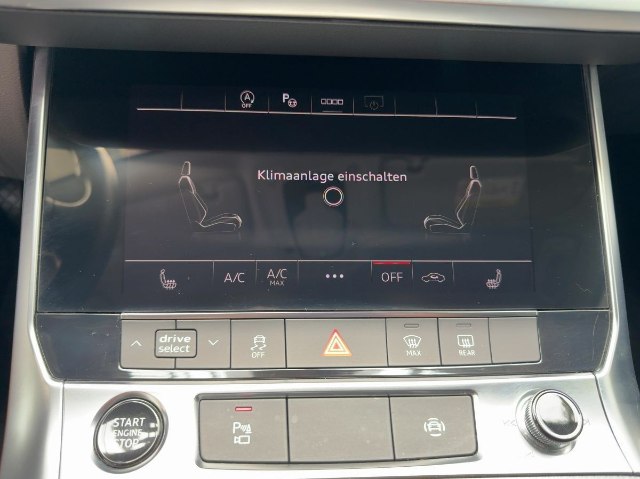 A
OFF
P
Klimaanlage einschalten
A/C
A/C
MAX
OFF
drive
select
OFF
MAX
REAR
START
ENGINE
STOP
P